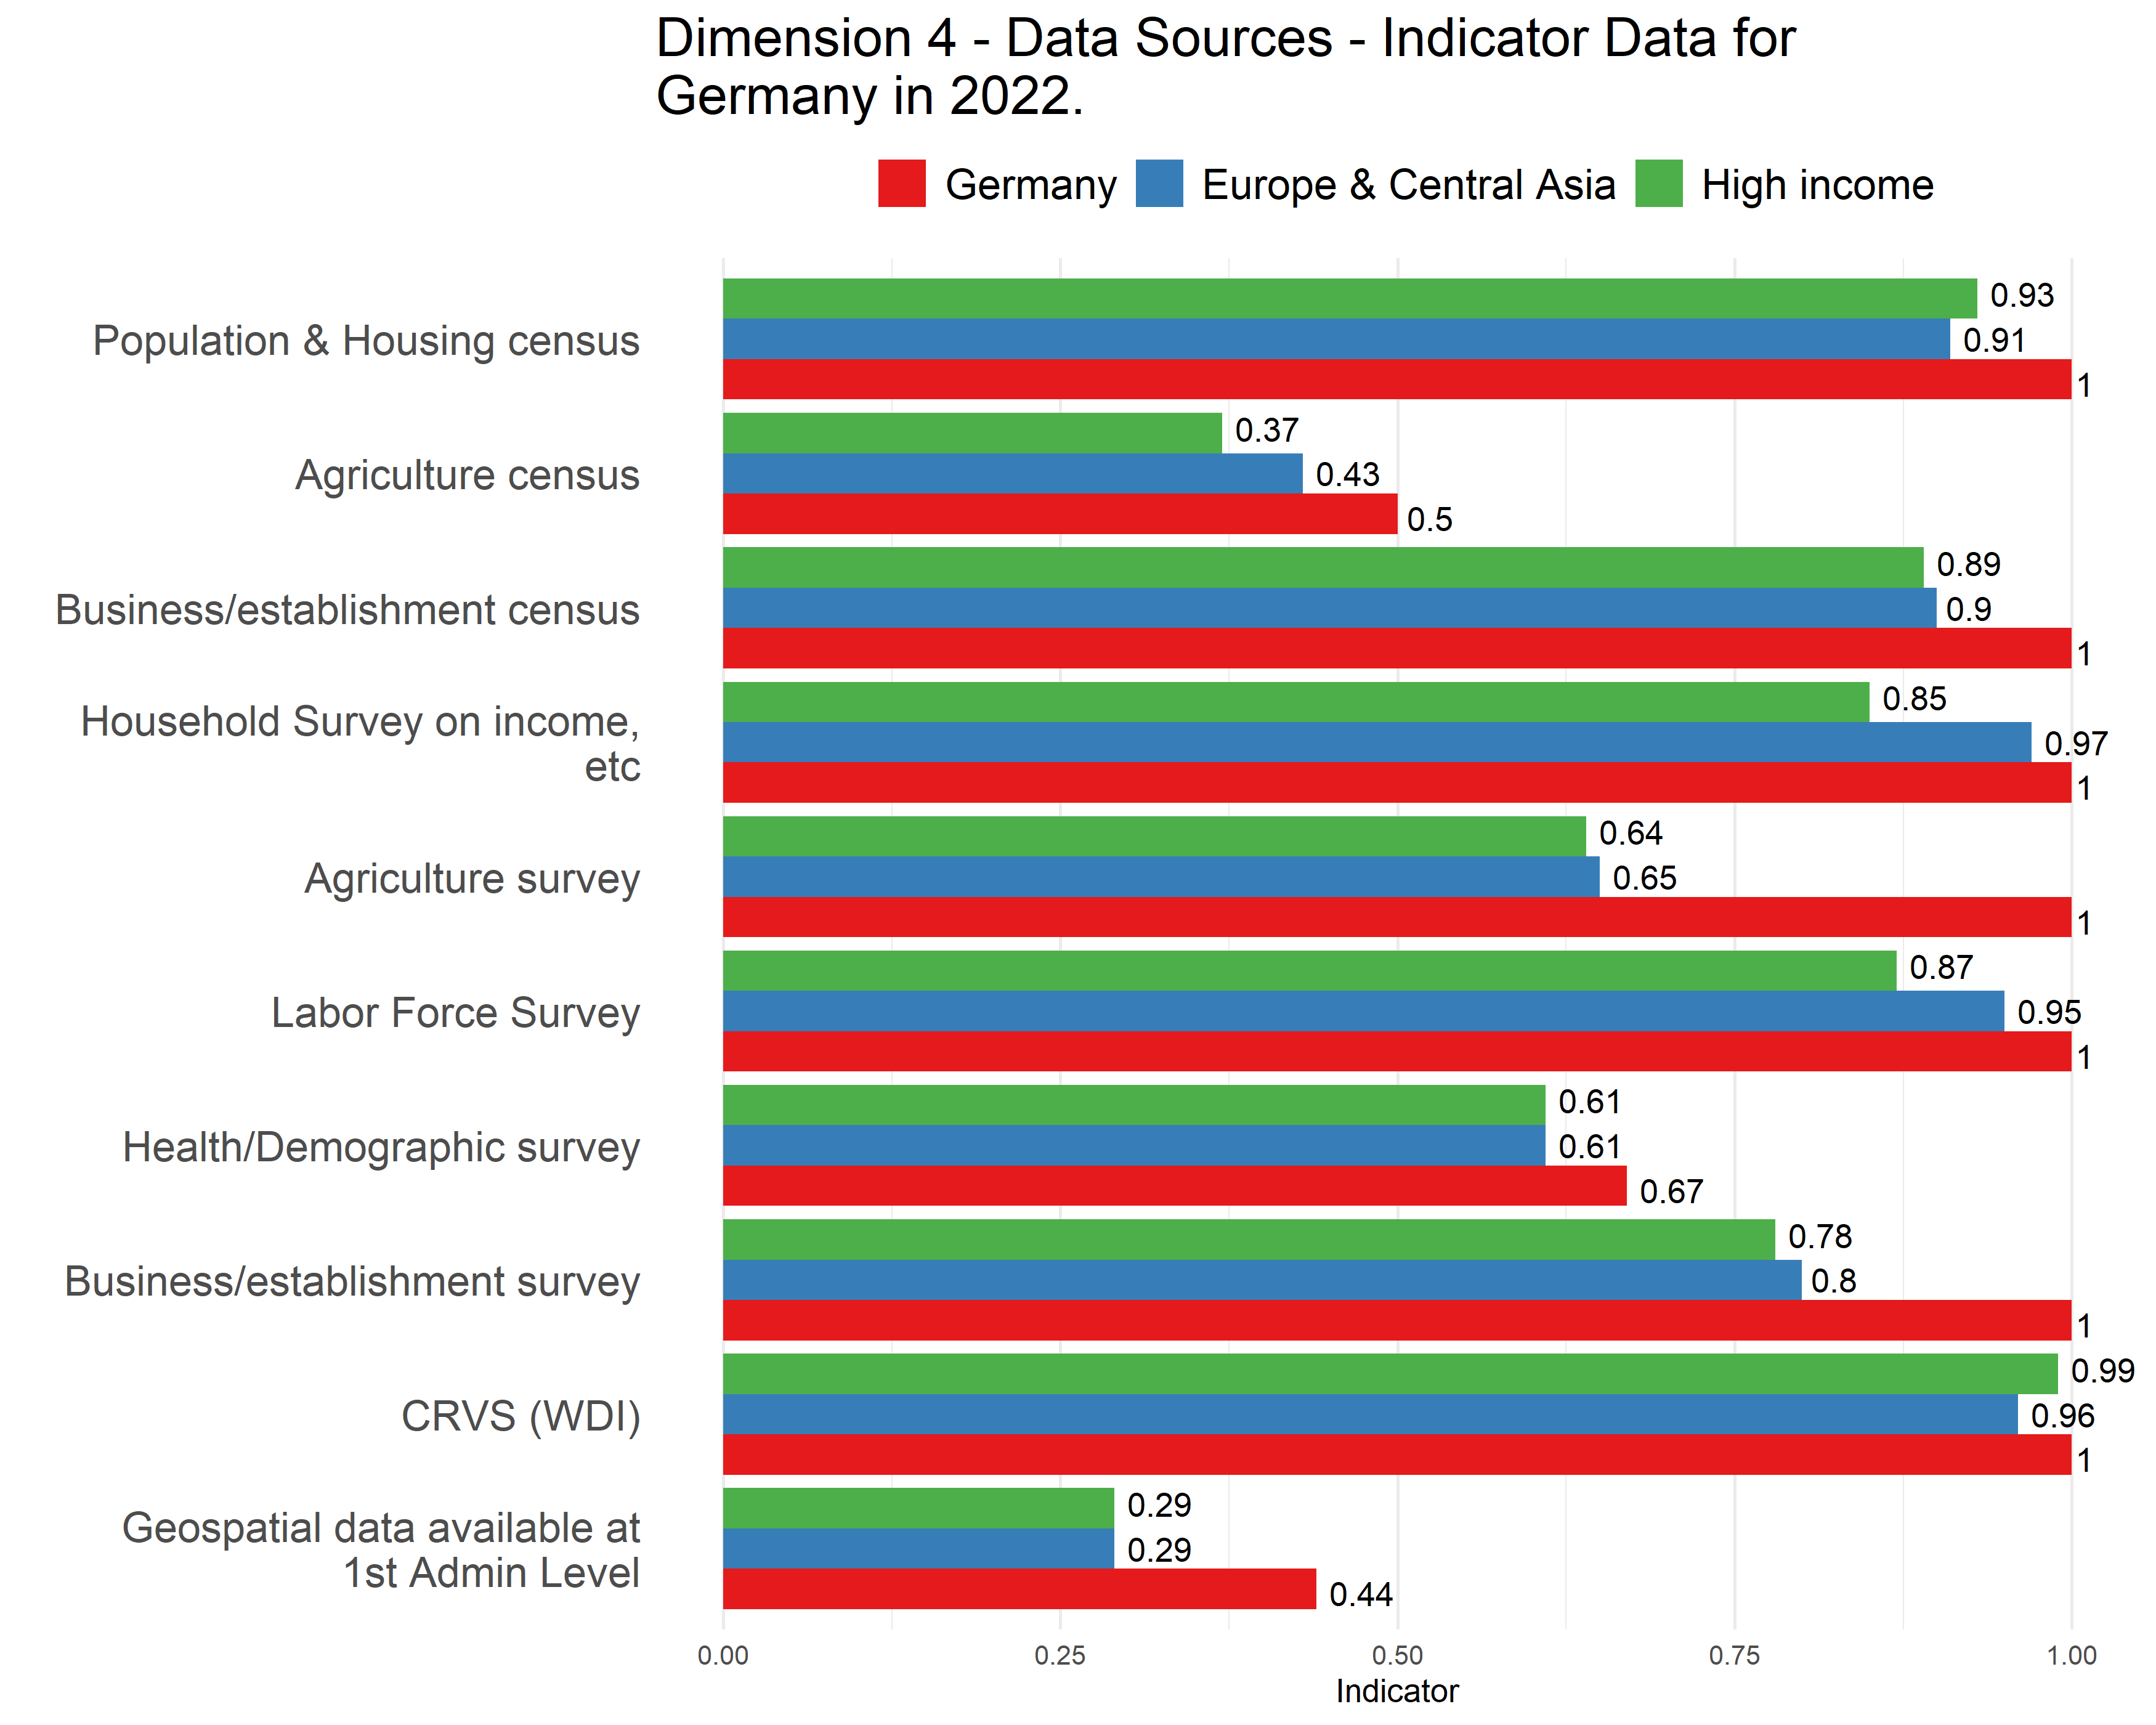 Dimension 4 - Data Sources - Indicator Data for
Germany in 2022.
Germany
Europe & Central Asia
High income
Population & Housing census
0.93
0.91
1
Agriculture census
0.37
0.43
0.5
Business/establishment census
0.89
0.9
1
Household Survey on income,
etc
0.85
0.97
1
Agriculture survey
0.64
0.65
1
Labor Force Survey
0.87
0.95
1
Health/Demographic survey
0.61
0.61
0.67
Business/establishment survey
0.78
0.8
1
CRVS (WDI)
0.99
0.96
1
Geospatial data available at
1st Admin Level
0.29
0.29
0.44
0.00
0.25
0.50
0.75
1.00
Indicator